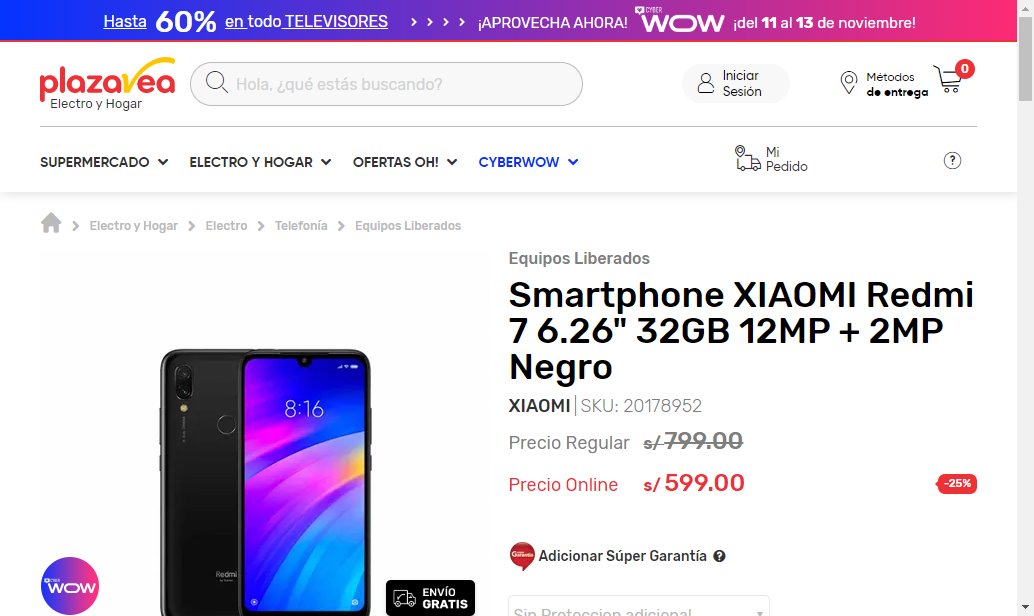 Hasta 60% en todo TELEVISORES > > > > ¡APROVECHA AHORA! CYBER WOW ¡del 11 al 13 de noviembre!
plazavea
Electro y Hogar
Hola, ¿qué estás buscando?
Iniciar
Sesión
Métodos
de entrega
0
SUPERMERCADO
ELECTRO Y HOGAR
OFERTAS OH!
CYBERWOW
Mi
Pedido
?
Electro y Hogar > Electro > Telefonía > Equipos Liberados
Equipos Liberados
Smartphone XIAOMI Redmi
7 6.26" 32GB 12MP + 2MP
Negro
XIAOMI | SKU: 20178952
Precio Regular s/ 799.00
Precio Online s/ 599.00
-25%
8:16
Redmi
CYBER
WOW
ENVÍO
GRATIS
Garantía
Adicionar Súper Garantía ?
Sin Proteccion adicional